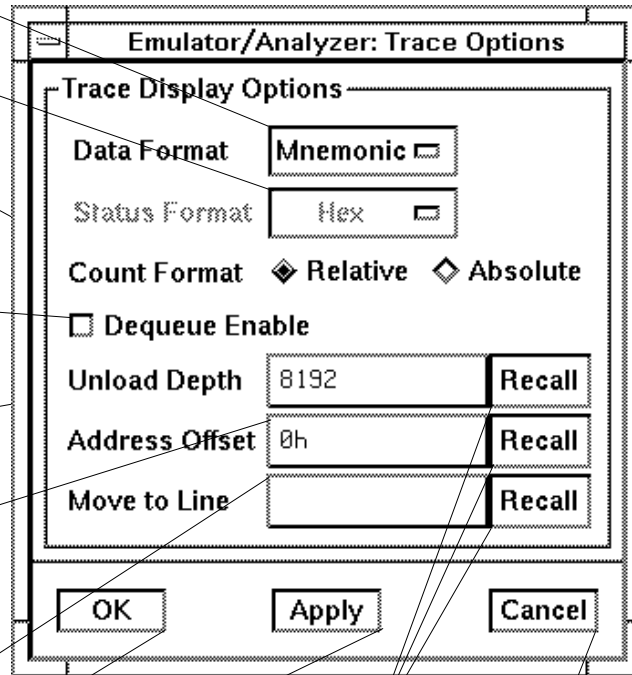 Emulator/Analyzer: Trace Options
Trace Display Options
Data Format Mnemonic
Status Format Hex
Count Format Relative Absolute
Dequeue Enable
Unload Depth 8192 Recall
Address Offset 0h Recall
Move to Line Recall
OK Apply Cancel